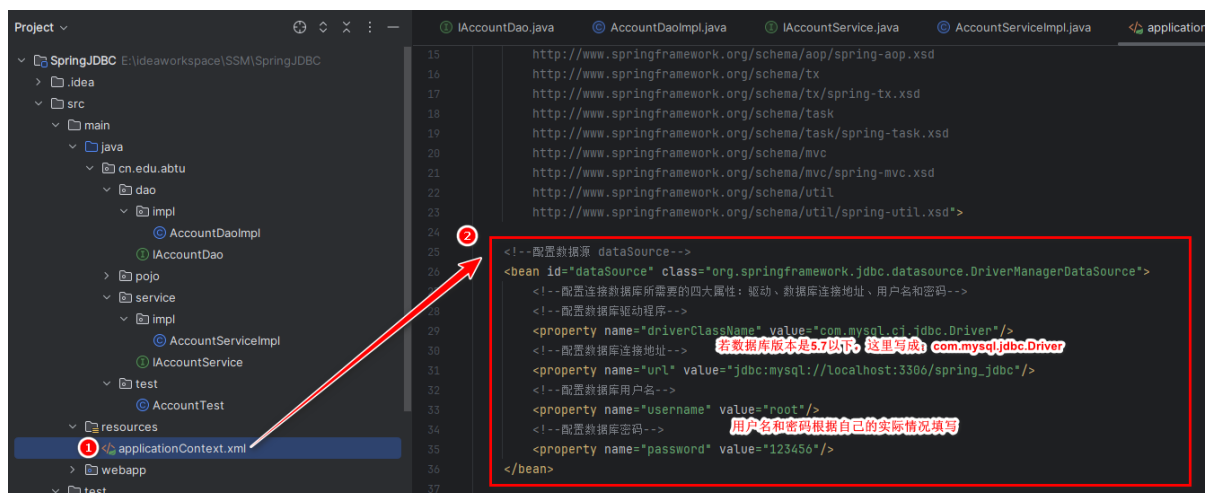 Project
SpringJDBC E:\ideaworkspace\SSM\SpringJDBC
.idea
src
main
java
cn.edu.abtu
dao
impl
AccountDaoImpl
IAccountDao
pojo
service
impl
AccountServiceImpl
IAccountService
test
AccountTest
resources
1 applicationContext.xml
webapp
test
IAccountDao.java AccountDaoImpl.java IAccountService.java AccountServiceImpl.java application
15 http://www.springframework.org/schema/aop/spring-aop.xsd
16 http://www.springframework.org/schema/tx
17 http://www.springframework.org/schema/tx/spring-tx.xsd
18 http://www.springframework.org/schema/task
19 http://www.springframework.org/schema/task/spring-task.xsd
20 http://www.springframework.org/schema/mvc
21 http://www.springframework.org/schema/mvc/spring-mvc.xsd
22 http://www.springframework.org/schema/util
23 http://www.springframework.org/schema/util/spring-util.xsd">
24
2
25 <!--配置数据源 dataSource-->
26 <bean id="dataSource" class="org.springframework.jdbc.datasource.DriverManagerDataSource">
<!--配置连接数据库所需要的四大属性：驱动、数据库连接地址、用户名和密码-->
28 <!--配置数据库驱动程序-->
29 <property name="driverClassName" value="com.mysql.cj.jdbc.Driver"/>
若数据库版本是5.7以下，这里写成：com.mysql.jdbc.Driver
30 <!--配置数据库连接地址-->
31 <property name="url" value="jdbc:mysql://localhost:3306/spring_jdbc"/>
32 <!--配置数据库用户名-->
33 <property name="username" value="root"/>
用户名和密码根据自己的实际情况填写
34 <!--配置数据库密码-->
35 <property name="password" value="123456"/>
36 </bean>
37